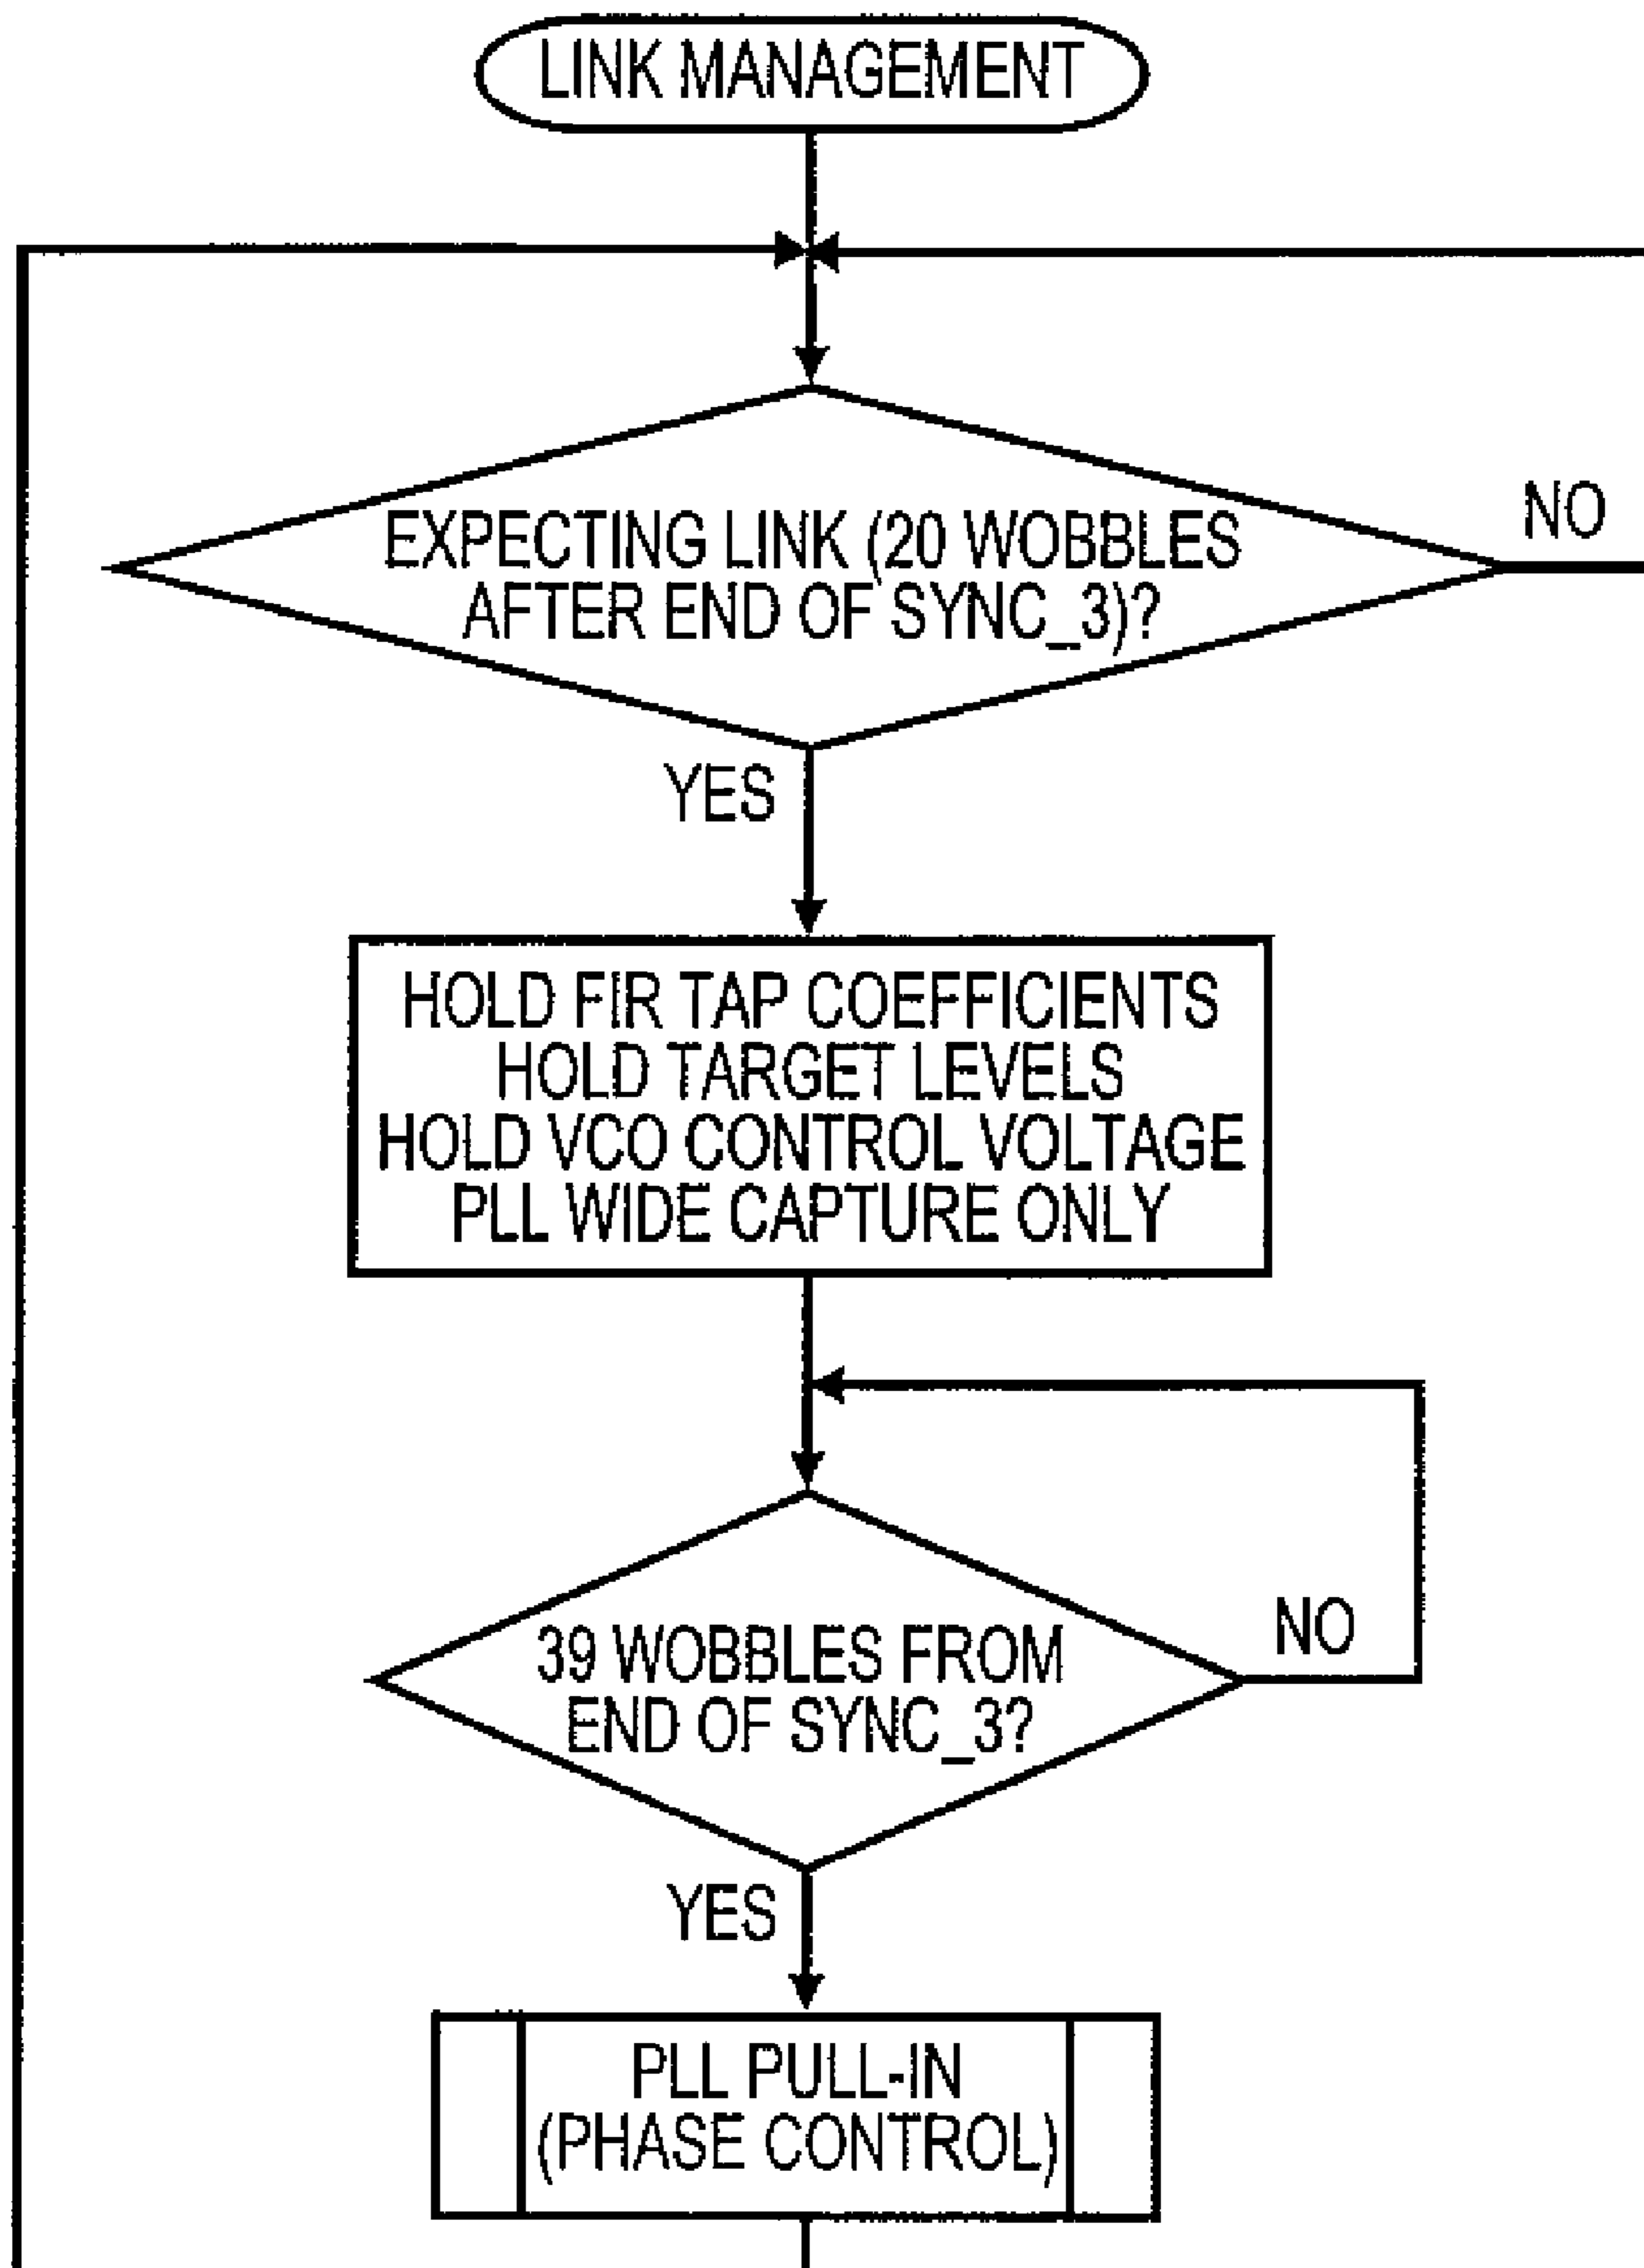 LINK MANAGEMENT
EXPECTING LINK (20 WOBBLES
AFTER END OF SYNC_3)?
NO
YES
HOLD FIR TAP COEFFICIENTS
HOLD TARGET LEVELS
HOLD VCO CONTROL VOLTAGE
PLL WIDE CAPTURE ONLY
39 WOBBLES FROM
END OF SYNC_3?
NO
YES
PLL PULL-IN
(PHASE CONTROL)